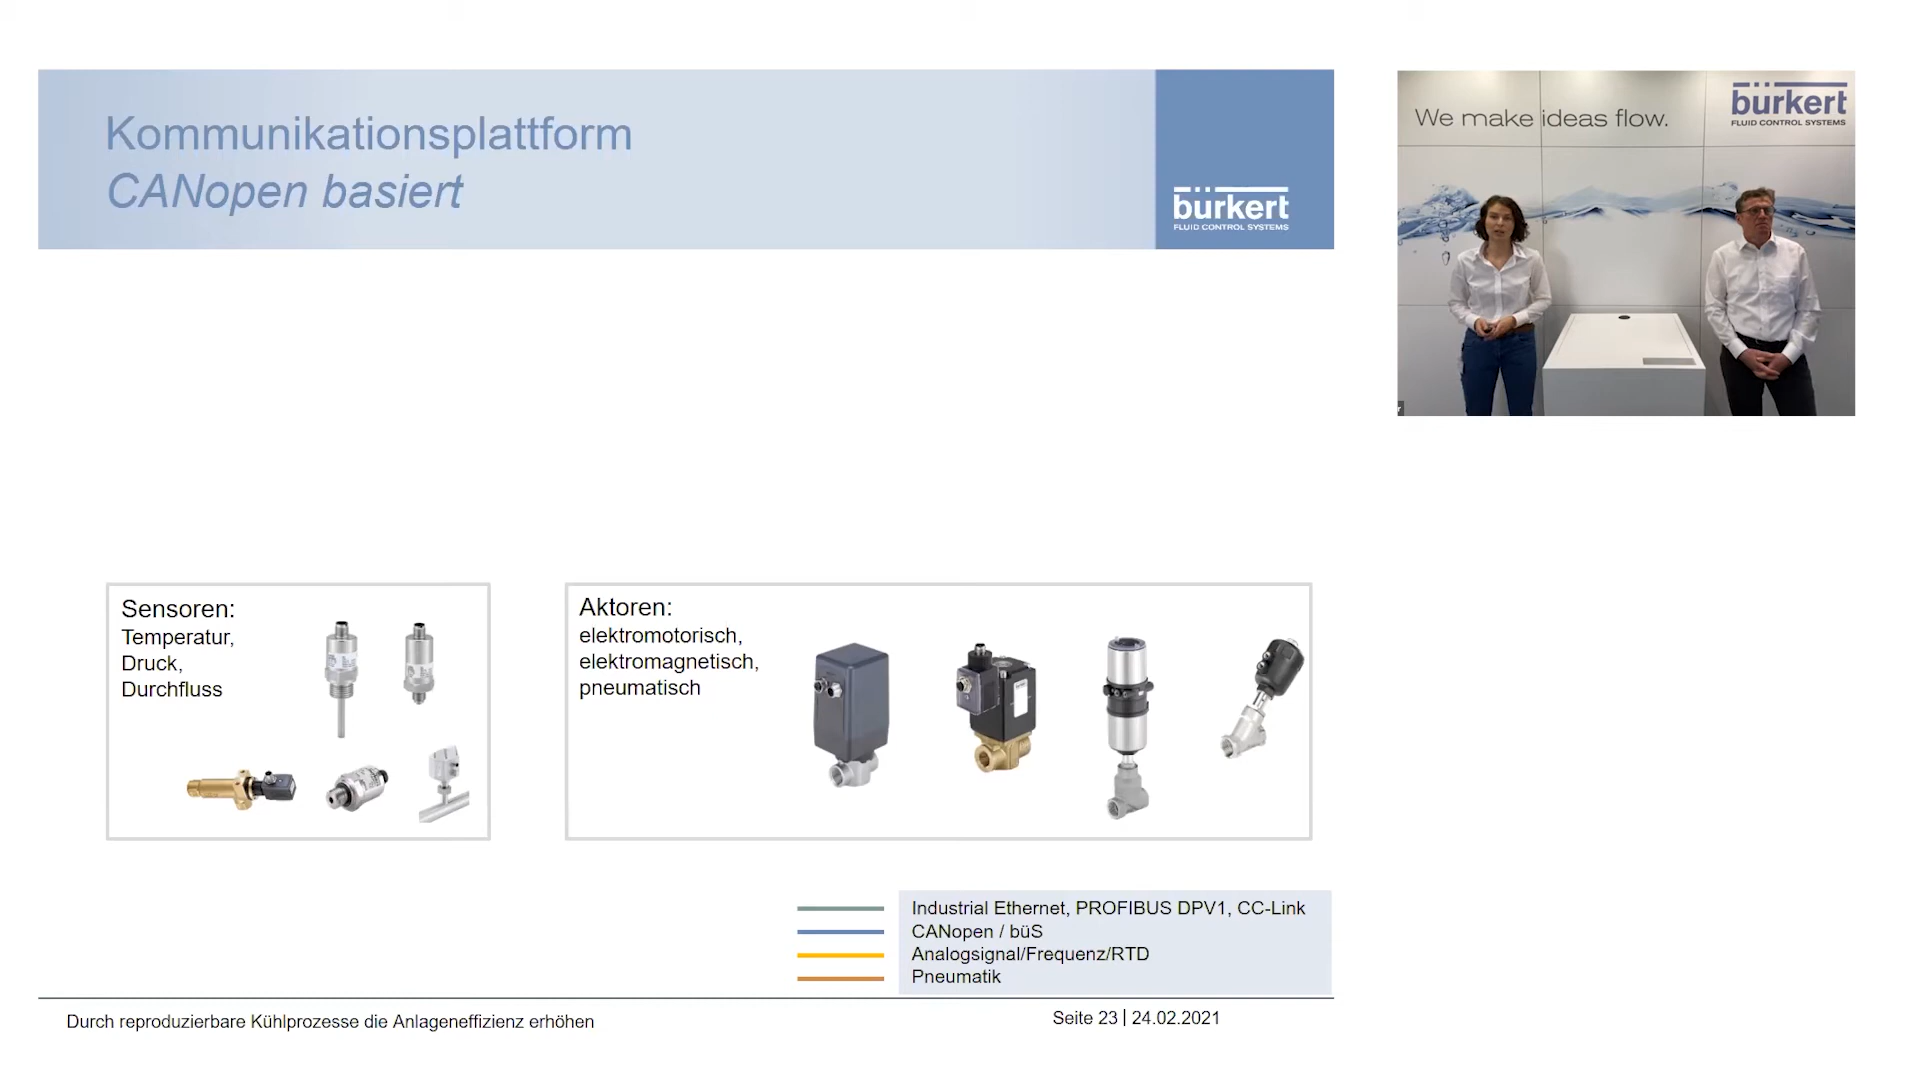 Kommunikationsplattform
CANopen basiert
bürkert
FLUID CONTROL SYSTEMS
We make ideas flow.
bürkert
FLUID CONTROL SYSTEMS
Sensoren:
Temperatur,
Druck,
Durchfluss
Aktoren:
elektromotorisch,
elektromagnetisch,
pneumatisch
Industrial Ethernet, PROFIBUS DPV1, CC-Link
CANopen / büS
Analogsignal/Frequenz/RTD
Pneumatik
Durch reproduzierbare Kühlprozesse die Anlageneffizienz erhöhen
Seite 23 | 24.02.2021